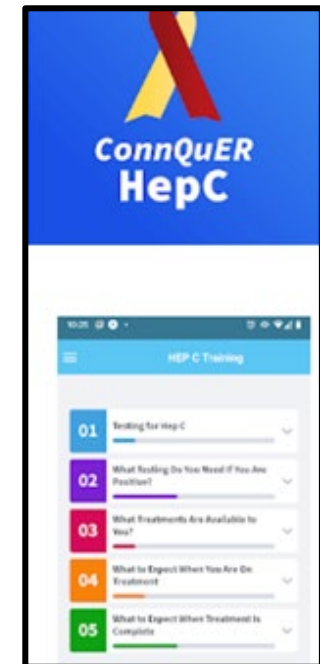 ConnQuER
HepC
10:25
HEP C Training
01
Testing for Hep C
02
What Testing Do You Need If You Are
Positive?
03
What Treatments Are Available to
You?
04
What to Expect When You Are On
Treatment
05
What to Expect When Treatment Is
Complete